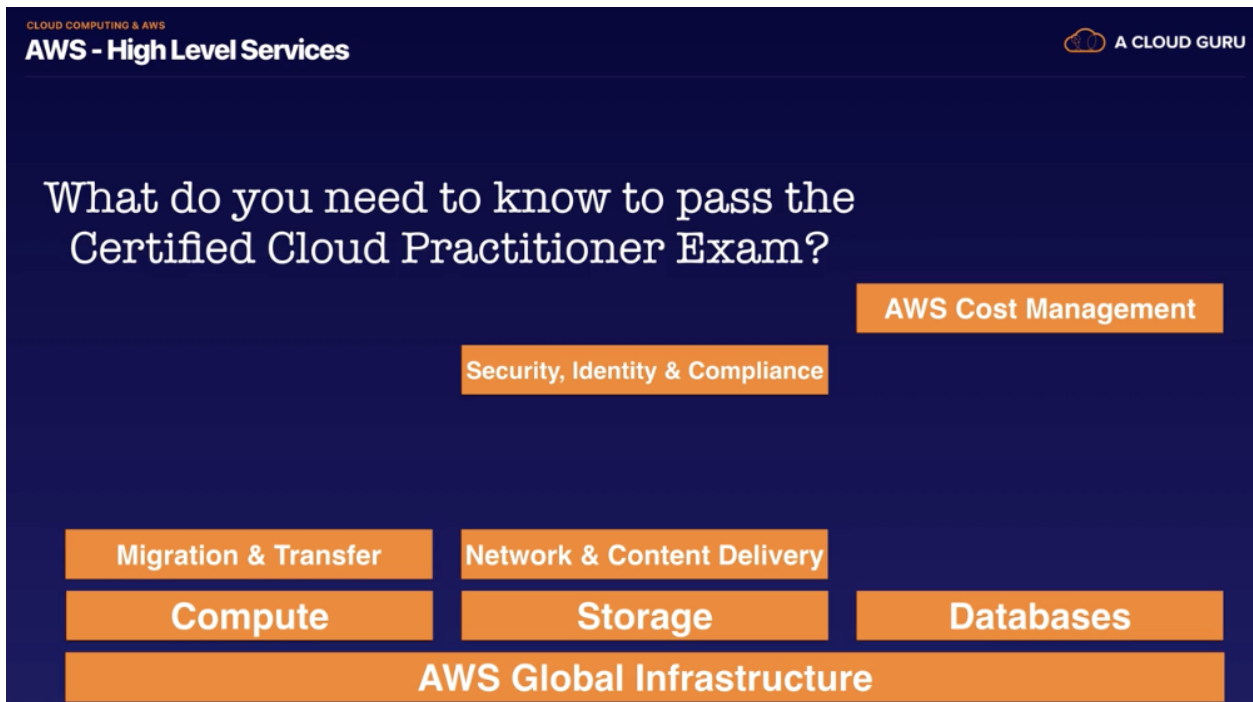 CLOUD COMPUTING & AWS
AWS - High Level Services
A CLOUD GURU
What do you need to know to pass the
Certified Cloud Practitioner Exam?
AWS Cost Management
Security, Identity & Compliance
Migration & Transfer
Network & Content Delivery
Compute
Storage
Databases
AWS Global Infrastructure